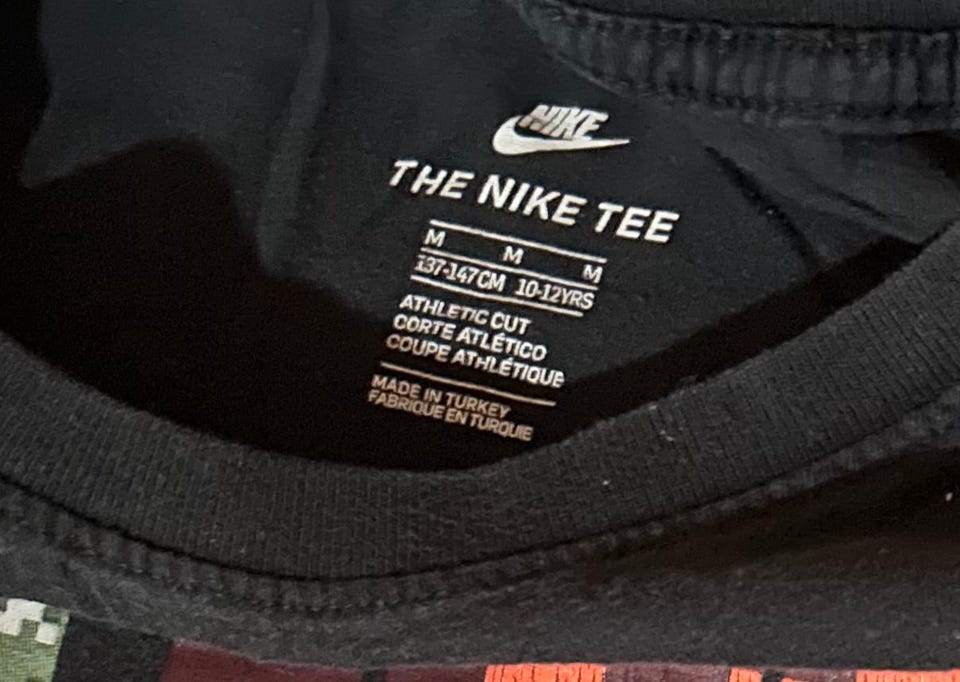 NIKE
THE NIKE TEE
M M M
137-147CM 10-12YRS
ATHLETIC CUT
CORTE ATLÉTICO
COUPE ATHLÉTIQUE
MADE IN TURKEY
FABRIQUE EN TURQUIE